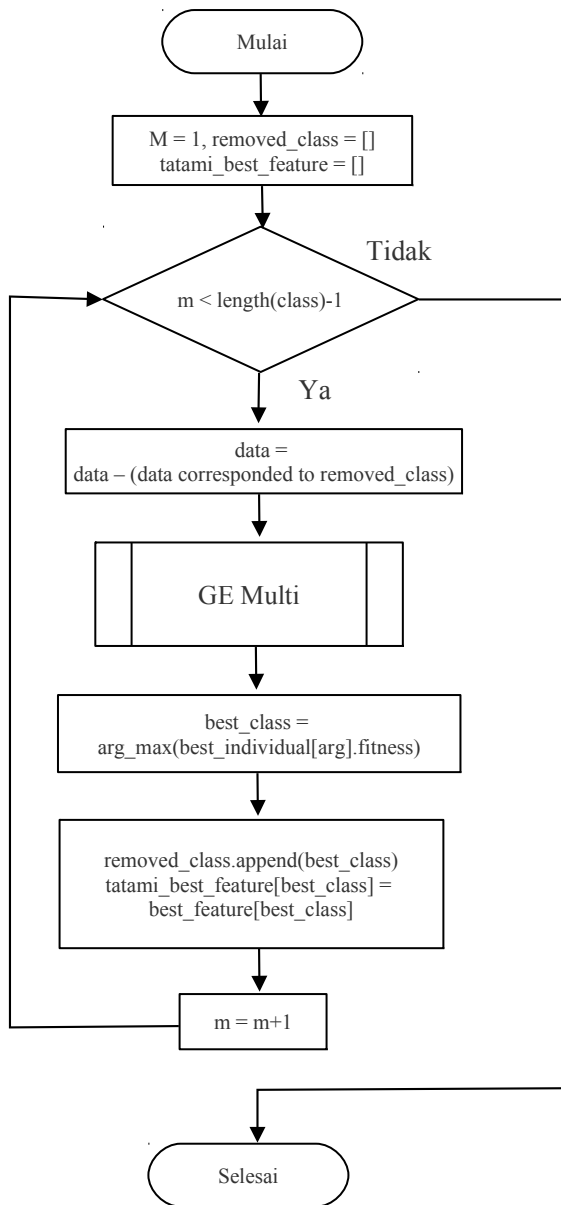 Mulai
M = 1, removed_class = []
tatami_best_feature = []
Tidak
m < length(class)-1
Ya
data =
data – (data corresponded to removed_class)
GE Multi
best_class =
arg_max(best_individual[arg].fitness)
removed_class.append(best_class)
tatami_best_feature[best_class] =
best_feature[best_class]
m = m+1
Selesai